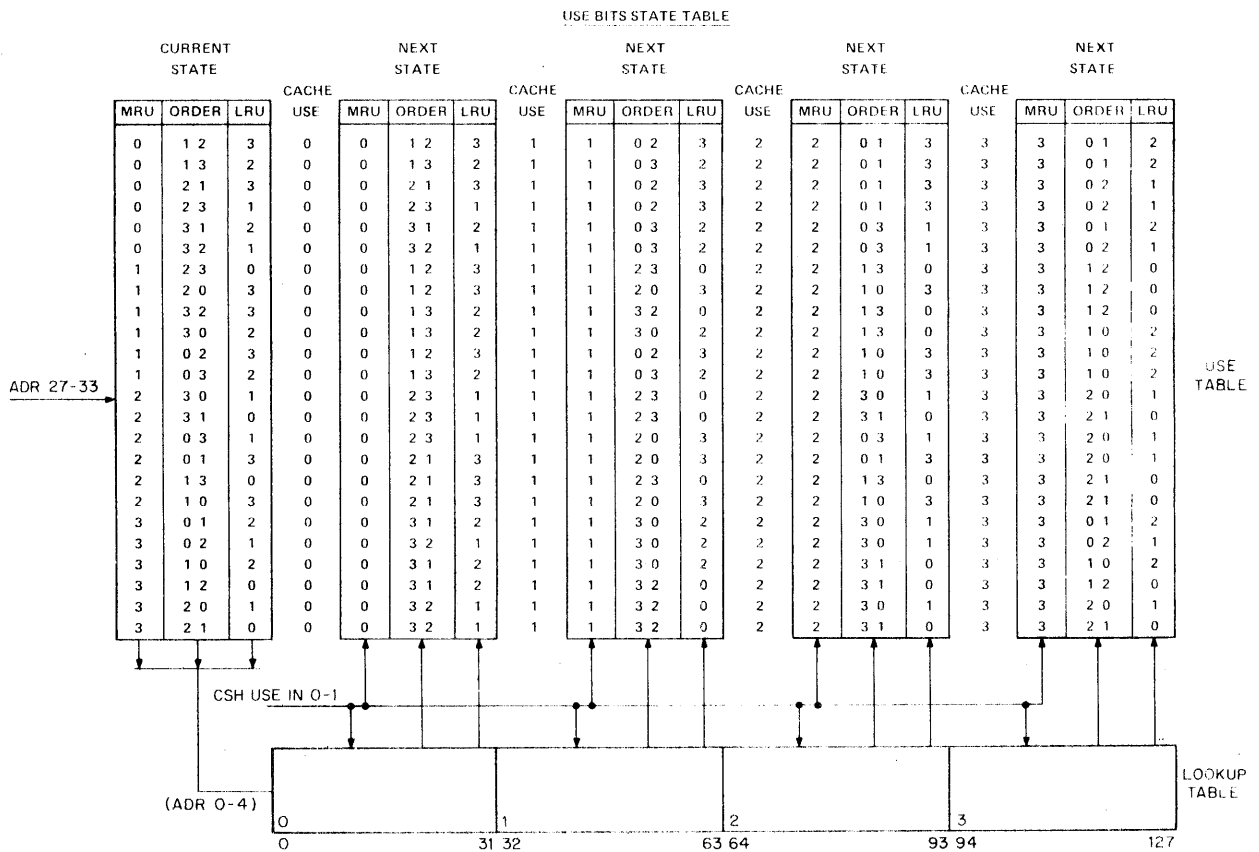 USE BITS STATE TABLE
CURRENT NEXT NEXT NEXT NEXT
STATE STATE STATE STATE STATE
CACHE CACHE CACHE CACHE
MRU ORDER LRU USE MRU ORDER LRU USE MRU ORDER LRU USE MRU ORDER LRU USE MRU ORDER LRU
0 1 2 3 0 0 1 2 3 1 1 0 2 3 2 2 0 1 3 3 3 0 1 2
0 1 3 2 0 0 1 3 2 1 1 0 3 2 2 2 0 1 3 3 3 0 1 2
0 2 1 3 0 0 2 1 3 1 1 0 2 3 2 2 0 1 3 3 3 0 2 1
0 2 3 1 0 0 2 3 1 1 1 0 2 3 2 2 0 1 3 3 3 0 2 1
0 3 1 2 0 0 3 1 2 1 1 0 3 2 2 2 0 3 1 3 3 0 1 2
0 3 2 1 0 0 3 2 1 1 1 0 3 2 2 2 0 3 1 3 3 0 2 1
1 2 3 0 0 0 1 2 3 1 1 2 3 0 2 2 1 3 0 3 3 1 2 0
1 2 0 3 0 0 1 2 3 1 1 2 0 3 2 2 1 0 3 3 3 1 2 0
1 3 2 3 0 0 1 3 2 1 1 3 2 0 2 2 1 3 0 3 3 1 2 0
1 3 0 2 0 0 1 3 2 1 1 3 0 2 2 2 1 3 0 3 3 1 0 2
1 0 2 3 0 0 1 2 3 1 1 0 2 3 2 2 1 0 3 3 3 1 0 2
1 0 3 2 0 0 1 3 2 1 1 0 3 2 2 2 1 0 3 3 3 1 0 2
ADR 27-33
2 3 0 1 0 0 2 3 1 1 1 2 3 0 2 2 3 0 1 3 3 2 0 1
2 3 1 0 0 0 2 3 1 1 1 2 3 0 2 2 3 1 0 3 3 2 1 0
2 0 3 1 0 0 2 3 1 1 1 2 0 3 2 2 0 3 1 3 3 2 0 1
2 0 1 3 0 0 2 1 3 1 1 2 0 3 2 2 0 1 3 3 3 2 0 1
2 1 3 0 0 0 2 1 3 1 1 2 3 0 2 2 1 3 0 3 3 2 1 0
2 1 0 3 0 0 2 1 3 1 1 2 0 3 2 2 1 0 3 3 3 2 1 0
3 0 1 2 0 0 3 1 2 1 1 3 0 2 2 2 3 0 1 3 3 0 1 2
3 0 2 1 0 0 3 2 1 1 1 3 0 2 2 2 3 0 1 3 3 0 2 1
3 1 0 2 0 0 3 1 2 1 1 3 0 2 2 2 3 1 0 3 3 1 0 2
3 1 2 0 0 0 3 1 2 1 1 3 2 0 2 2 3 1 0 3 3 1 2 0
3 2 0 1 0 0 3 2 1 1 1 3 2 0 2 2 3 0 1 3 3 2 0 1
3 2 1 0 0 0 3 2 1 1 1 3 2 0 2 2 3 1 0 3 3 2 1 0
USE
TABLE
CSH USE IN 0-1
(ADR 0-4)
LOOKUP
TABLE
0 1 2 3
0 31 32 63 64 93 94 127